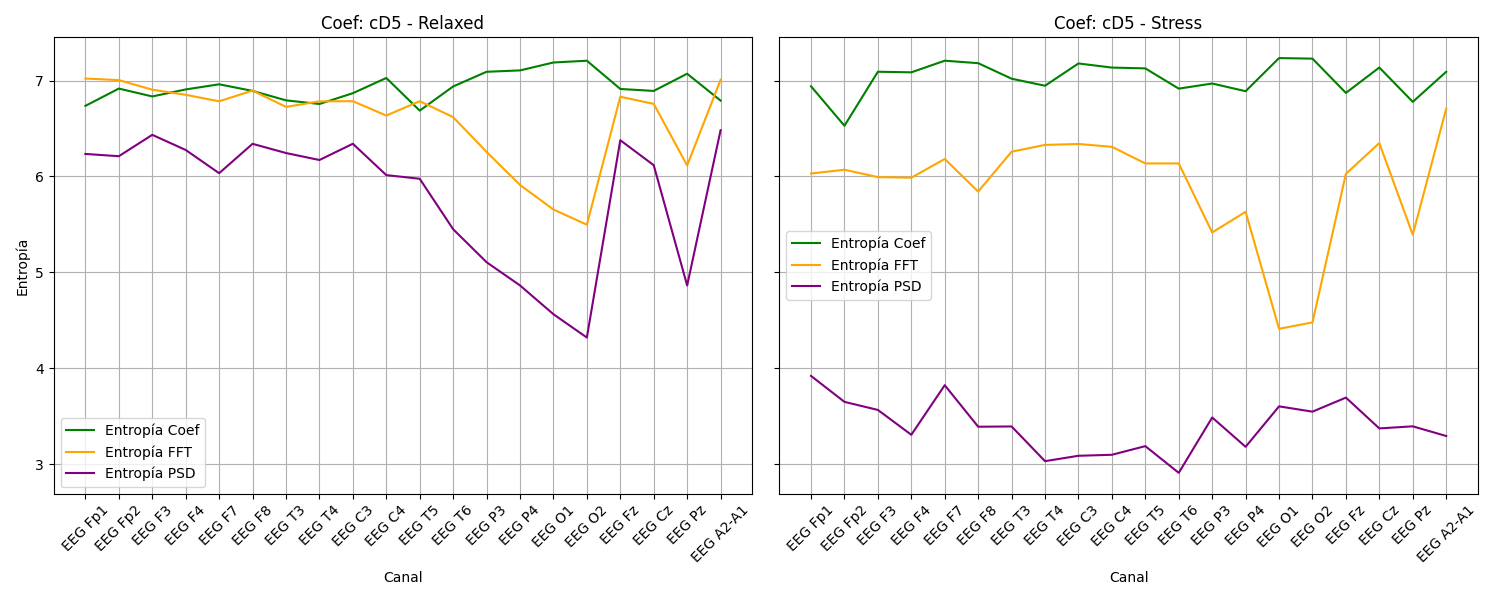 Coef: cD5 - Relaxed
Entropía
7
6
5
4
3
Entropía Coef
Entropía FFT
Entropía PSD
EEG Fp1
EEG Fp2
EEG F3
EEG F4
EEG F7
EEG F8
EEG T3
EEG T4
EEG C3
EEG C4
EEG T5
EEG T6
EEG P3
EEG P4
EEG O1
EEG O2
EEG Fz
EEG Cz
EEG Pz
EEG A2-A1
Canal
Coef: cD5 - Stress
Entropía Coef
Entropía FFT
Entropía PSD
EEG Fp1
EEG Fp2
EEG F3
EEG F4
EEG F7
EEG F8
EEG T3
EEG T4
EEG C3
EEG C4
EEG T5
EEG T6
EEG P3
EEG P4
EEG O1
EEG O2
EEG Fz
EEG Cz
EEG Pz
EEG A2-A1
Canal